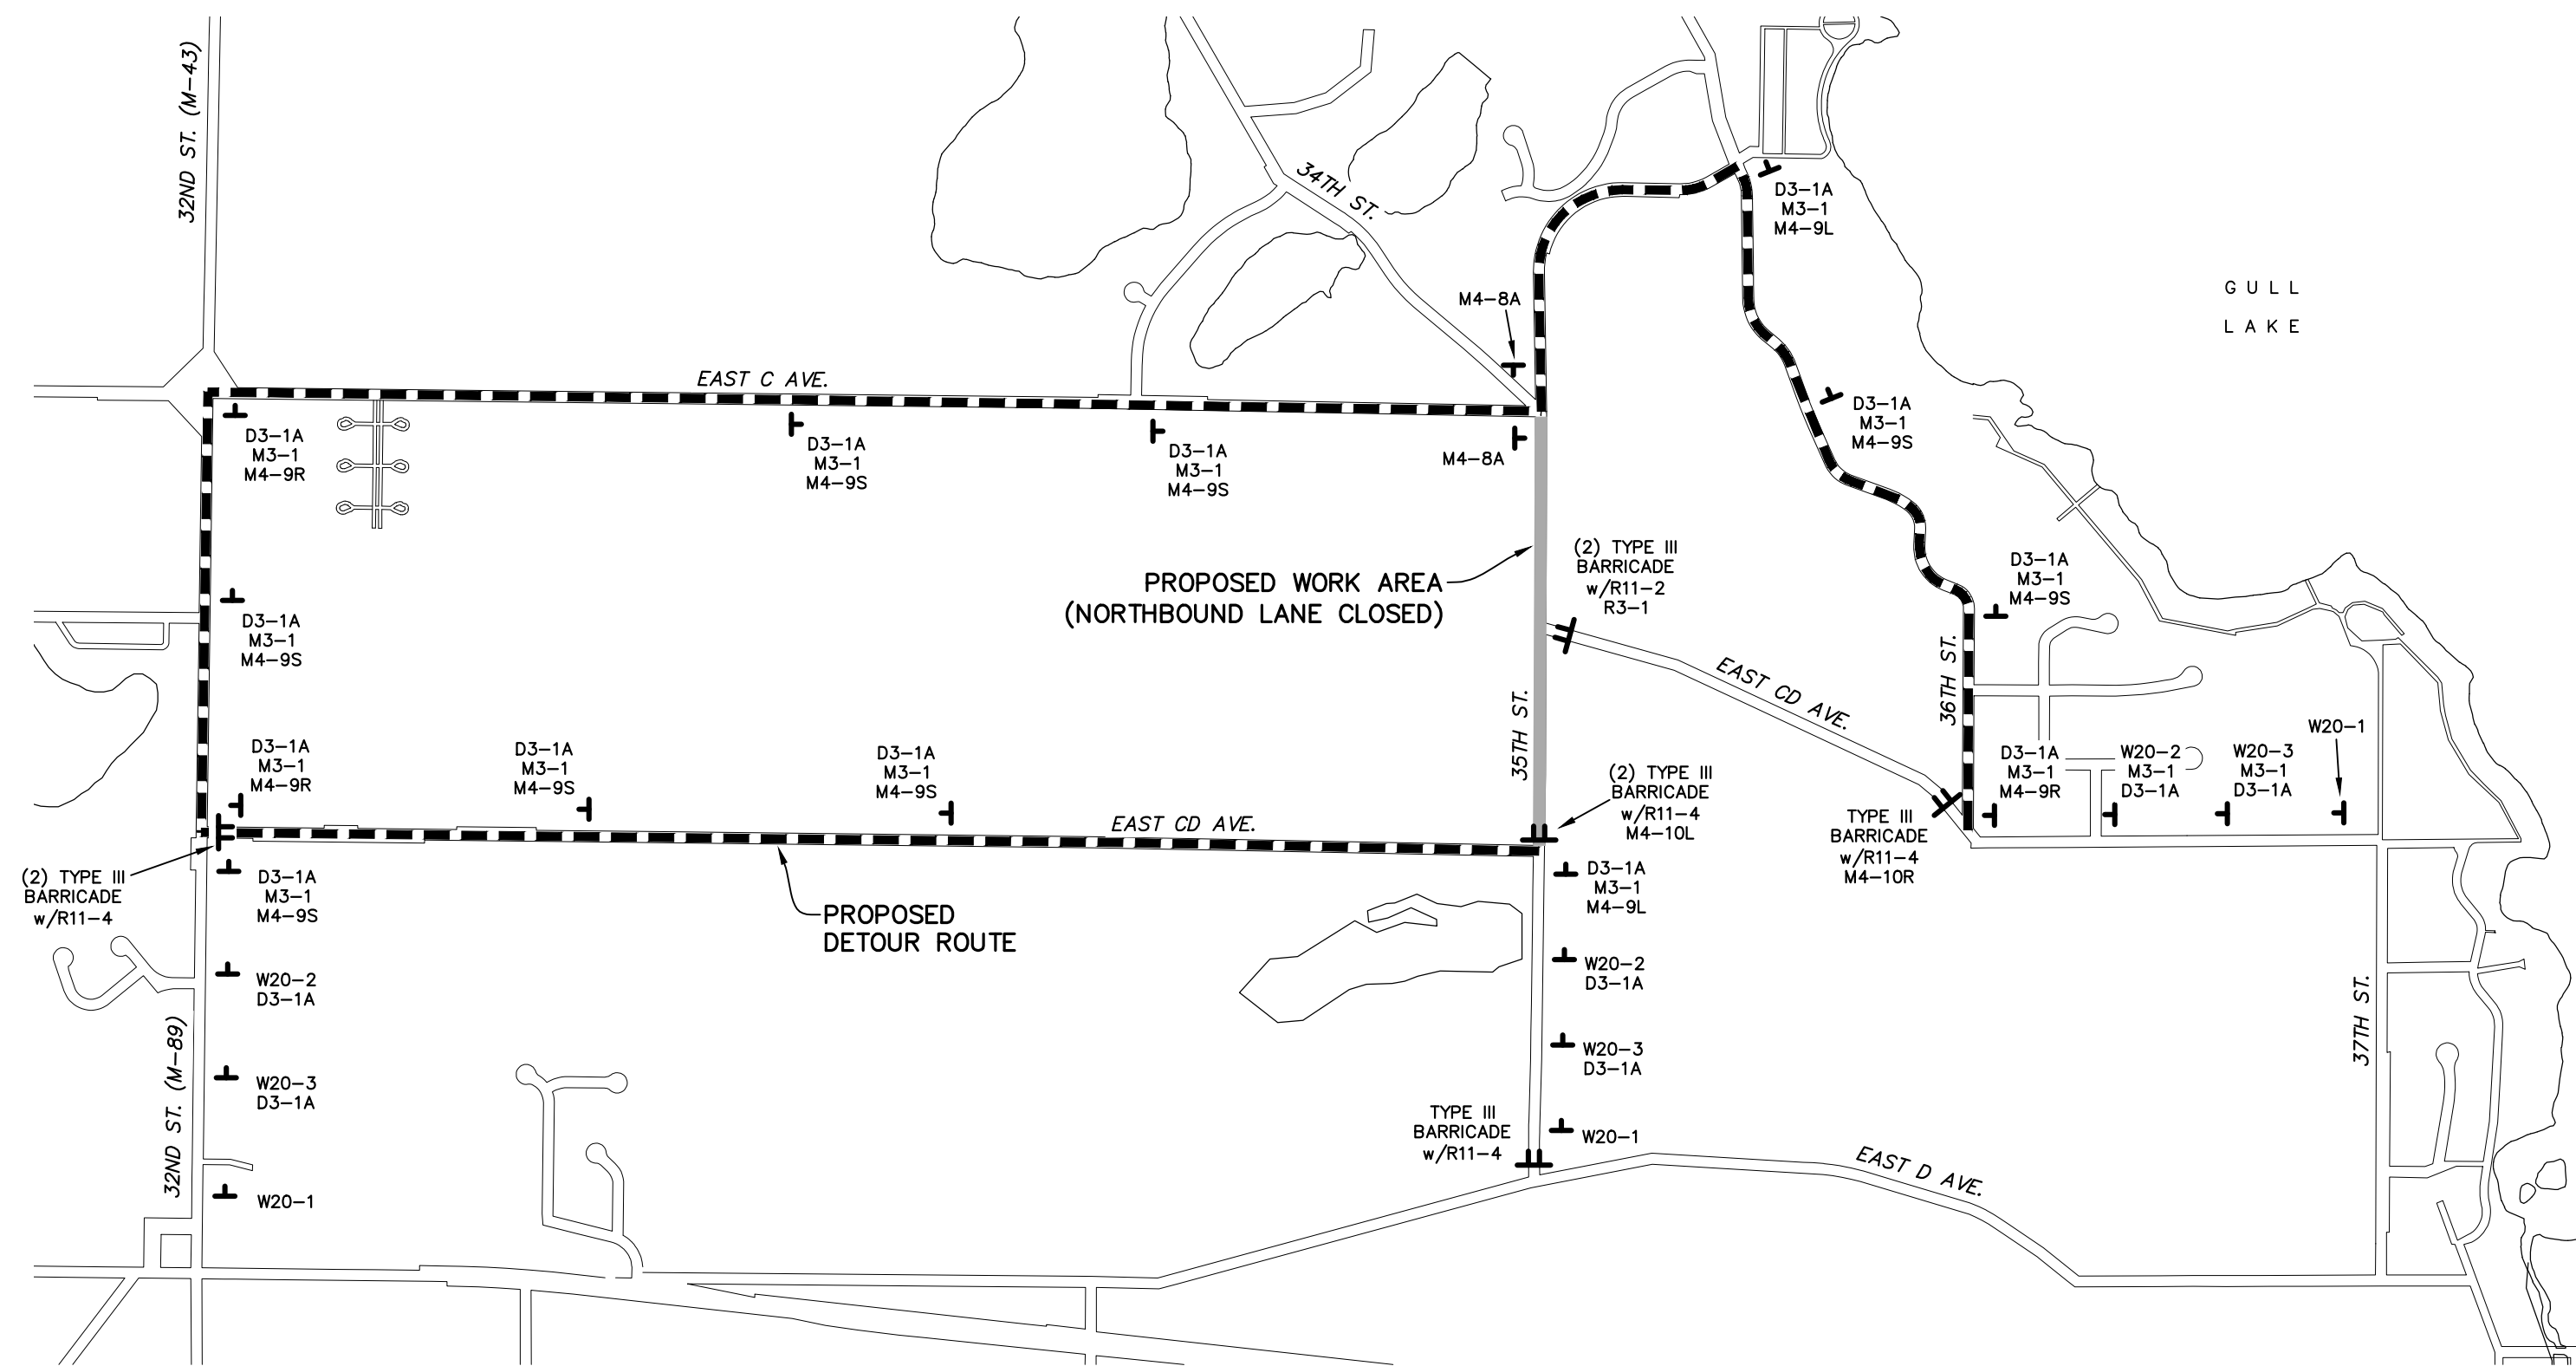 32ND ST. (M-43)
34TH ST.
D3-1A
M3-1
M4-9L
GULL
LAKE
M4-8A
EAST C AVE.
D3-1A
M3-1
M4-9R
D3-1A
M3-1
M4-9S
D3-1A
M3-1
M4-9S
M4-8A
D3-1A
M3-1
M4-9S
PROPOSED WORK AREA
(NORTHBOUND LANE CLOSED)
(2) TYPE III
BARRICADE
w/R11-2
R3-1
D3-1A
M3-1
M4-9S
D3-1A
M3-1
M4-9S
EAST CD AVE.
36TH ST.
35TH ST.
D3-1A
M3-1
M4-9R
D3-1A
M3-1
M4-9S
D3-1A
M3-1
M4-9S
(2) TYPE III
BARRICADE
w/R11-4
M4-10L
TYPE III
BARRICADE
w/R11-4
M4-10R
D3-1A
M3-1
M4-9R
W20-2
M3-1
D3-1A
W20-3
M3-1
D3-1A
W20-1
EAST CD AVE.
(2) TYPE III
BARRICADE
w/R11-4
D3-1A
M3-1
M4-9S
PROPOSED
DETOUR ROUTE
D3-1A
M3-1
M4-9L
W20-2
D3-1A
W20-2
D3-1A
32ND ST. (M-89)
W20-3
D3-1A
W20-3
D3-1A
37TH ST.
TYPE III
BARRICADE
w/R11-4
W20-1
EAST D AVE.
W20-1